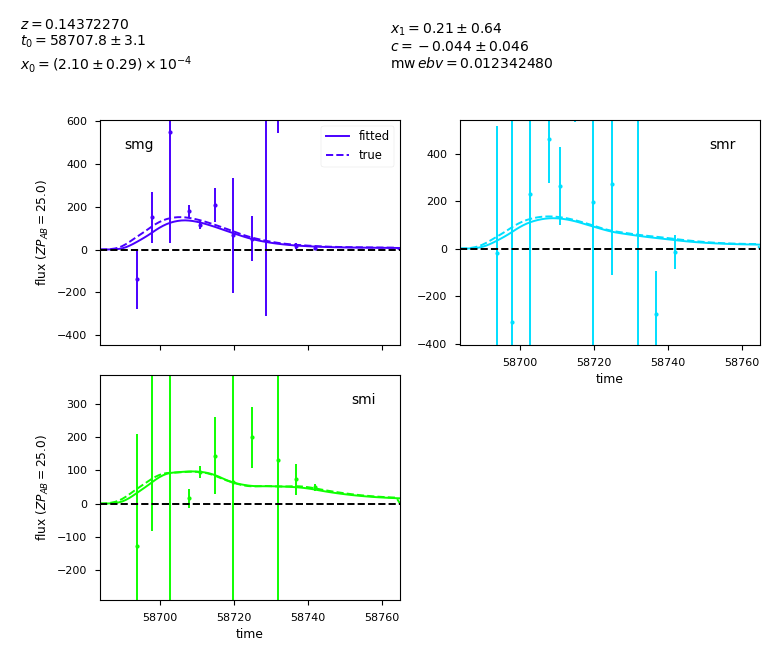 z = 0.14372270
t₀ = 58707.8 ± 3.1
x₀ = (2.10 ± 0.29) × 10⁻⁴
x₁ = 0.21 ± 0.64
c = −0.044 ± 0.046
mw ebv = 0.012342480
smg
fitted
true
600
400
200
0
−200
−400
flux (ZP_AB = 25.0)
smr
400
200
0
−200
−400
58700 58720 58740 58760
time
smi
300
200
100
0
−100
−200
flux (ZP_AB = 25.0)
58700 58720 58740 58760
time